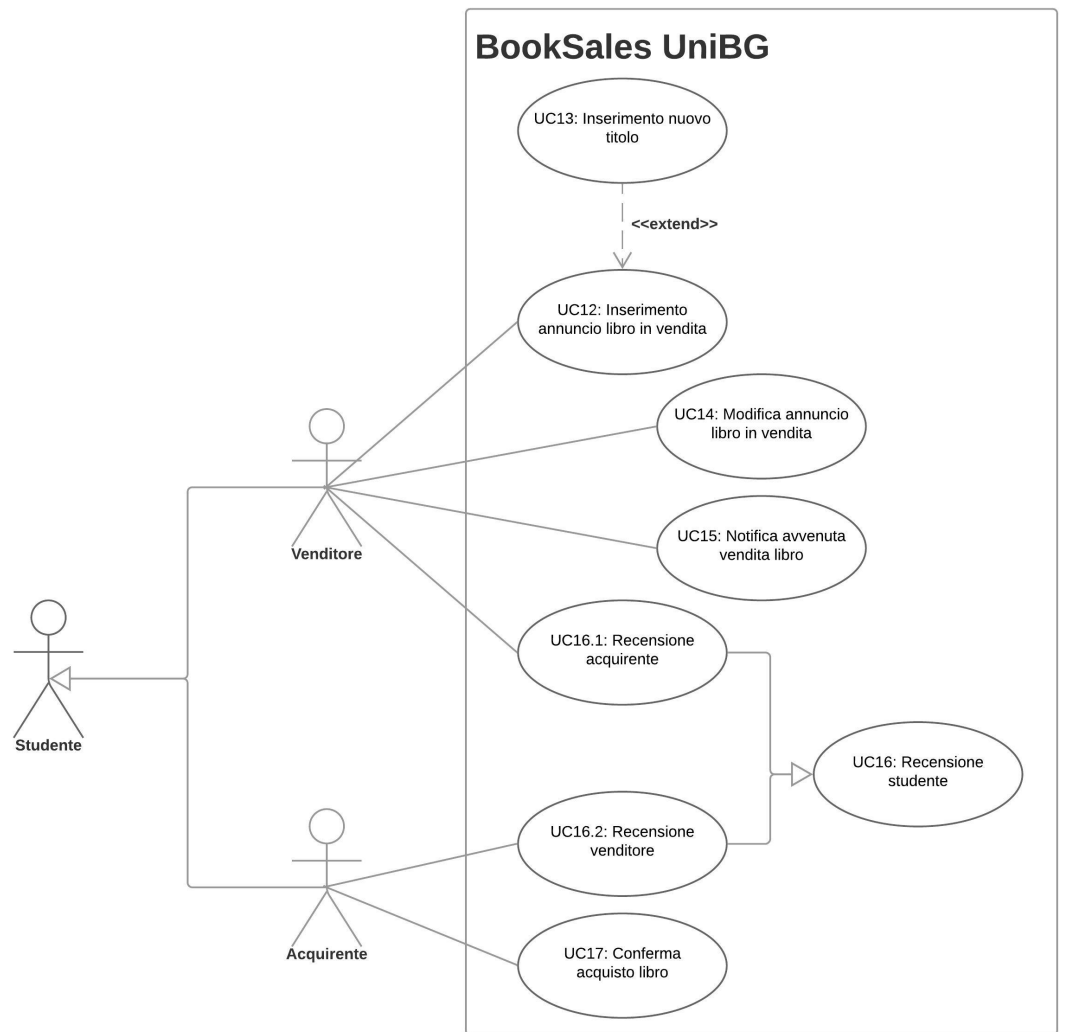 BookSales UniBG
UC13: Inserimento nuovo
titolo
<<extend>>
UC12: Inserimento
annuncio libro in vendita
UC14: Modifica annuncio
libro in vendita
UC15: Notifica avvenuta
vendita libro
Venditore
UC16.1: Recensione
acquirente
Studente
UC16: Recensione
studente
UC16.2: Recensione
venditore
Acquirente
UC17: Conferma
acquisto libro